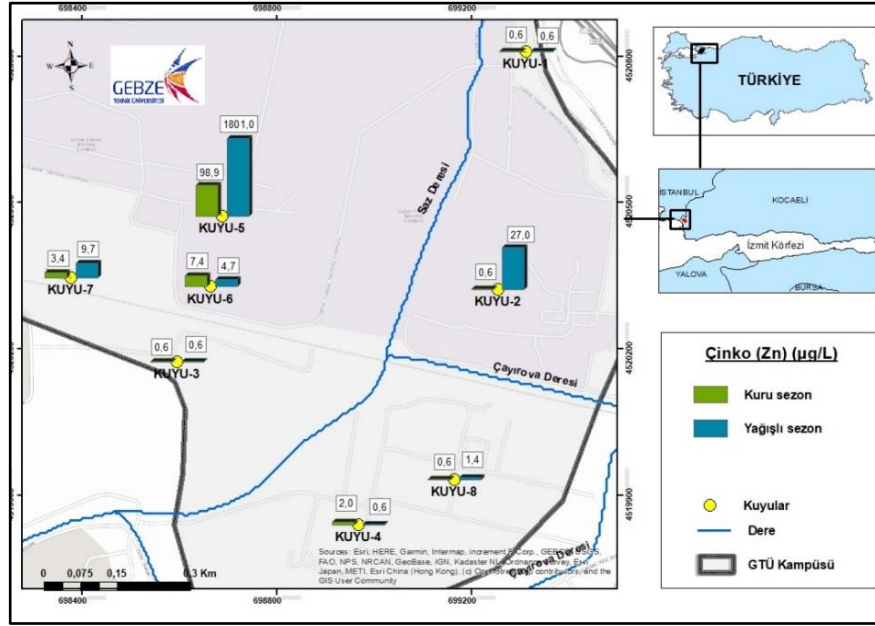 698400
698800
699200
4520800
4520500
4520200
4519900
N
W
E
S
GEBZE
TEKNİK ÜNİVERSİTESİ
0,6
0,6
KUYU-1
1801,0
98,9
KUYU-5
Saz Deresi
27,0
0,6
KUYU-2
3,4
9,7
KUYU-7
7,4
4,7
KUYU-6
0,6
0,6
KUYU-3
Çayırova Deresi
0,6
1,4
KUYU-8
2,0
0,6
KUYU-4
Çayırova Deresi
Sources: Esri, HERE, Garmin, Intermap, increment P Corp., GEBCO, USGS,
FAO, NPS, NRCAN, GeoBase, IGN, Kadaster NL, Ordnance Survey, Esri
Japan, METI, Esri China (Hong Kong), (c) OpenStreetMap contributors, and the
GIS User Community
0
0,075
0,15
0,3 Km
698400
698800
699200
4520800
4520500
4520200
4519900
TÜRKİYE
İSTANBUL
KOCAELİ
İzmit Körfezi
YALOVA
BURSA
Çinko (Zn) (µg/L)
Kuru sezon
Yağışlı sezon
Kuyular
Dere
GTÜ Kampüsü